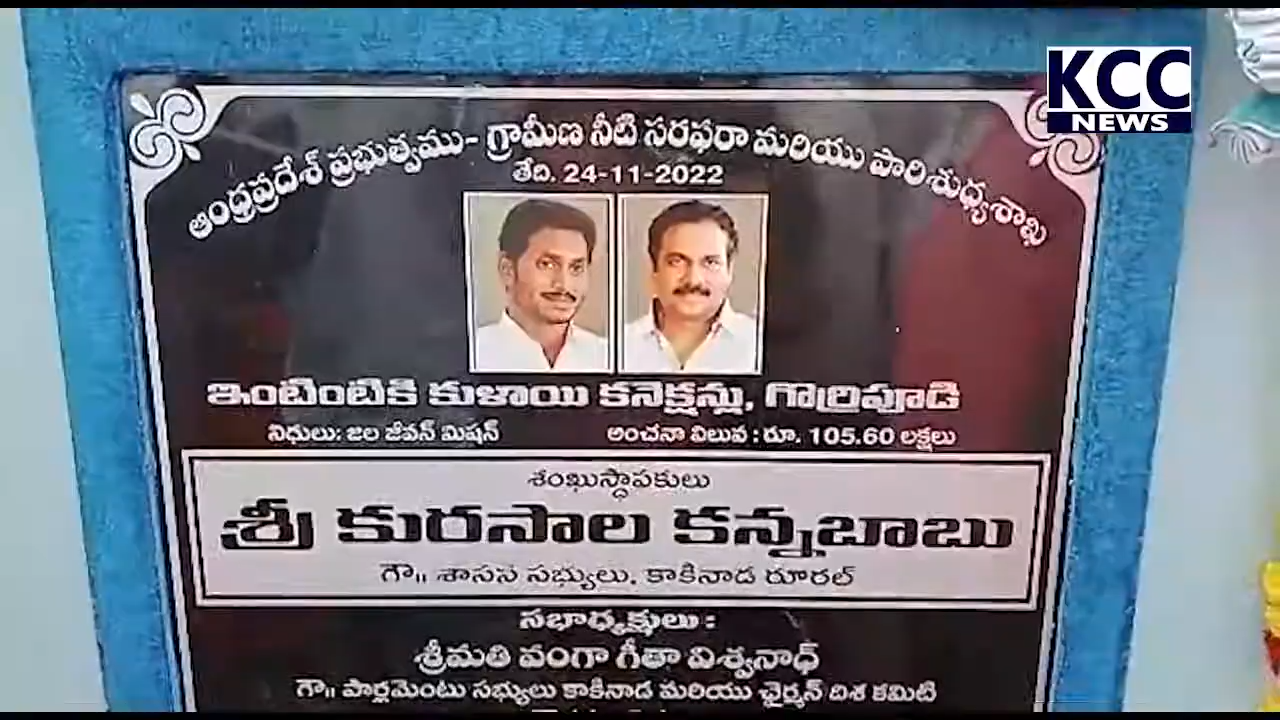 KCC
NEWS
ఆంధ్రప్రదేశ్ ప్రభుత్వము- గ్రామీణ నీటి సరఫరా మరియు పారిశుధ్యశాఖ
తేది. 24-11-2022
ఇంటింటికి కుళాయి కనెక్షన్లు, గొర్రిపూడి
నిధులు: జల జీవన్ మిషన్ అంచనా విలువ : రూ. 105.60 లక్షలు
శంఖుస్థాపకులు
శ్రీ కురసాల కన్నబాబు
గౌ॥ శాసన సభ్యులు, కాకినాడ రూరల్
సభాధ్యక్షులు :
శ్రీమతి వంగా గీతా విశ్వనాధ్
గౌ॥ పార్లమెంటు సభ్యులు కాకినాడ మరియు ఛైర్మన్ దిశ కమిటి